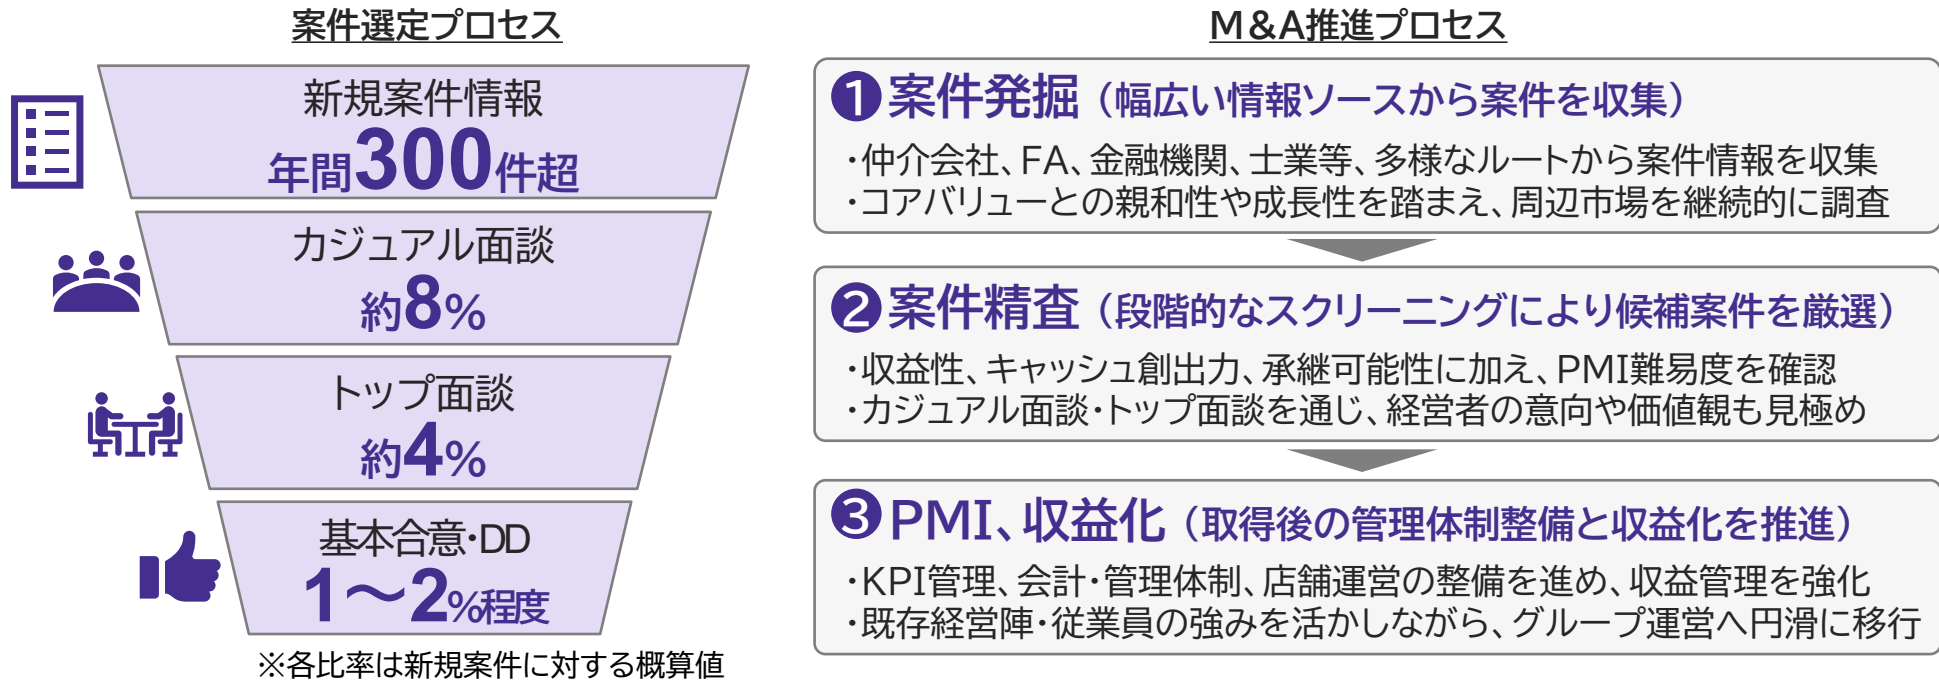 案件選定プロセス
新規案件情報
年間300件超
カジュアル面談
約8%
トップ面談
約4%
基本合意・DD
1～2%程度
※各比率は新規案件に対する概算値
M&A推進プロセス
❶案件発掘（幅広い情報ソースから案件を収集）
・仲介会社、FA、金融機関、士業等、多様なルートから案件情報を収集
・コアバリューとの親和性や成長性を踏まえ、周辺市場を継続的に調査
❷案件精査（段階的なスクリーニングにより候補案件を厳選）
・収益性、キャッシュ創出力、承継可能性に加え、PMI難易度を確認
・カジュアル面談・トップ面談を通じ、経営者の意向や価値観も見極め
❸PMI、収益化（取得後の管理体制整備と収益化を推進）
・KPI管理、会計・管理体制、店舗運営の整備を進め、収益管理を強化
・既存経営陣・従業員の強みを活かしながら、グループ運営へ円滑に移行